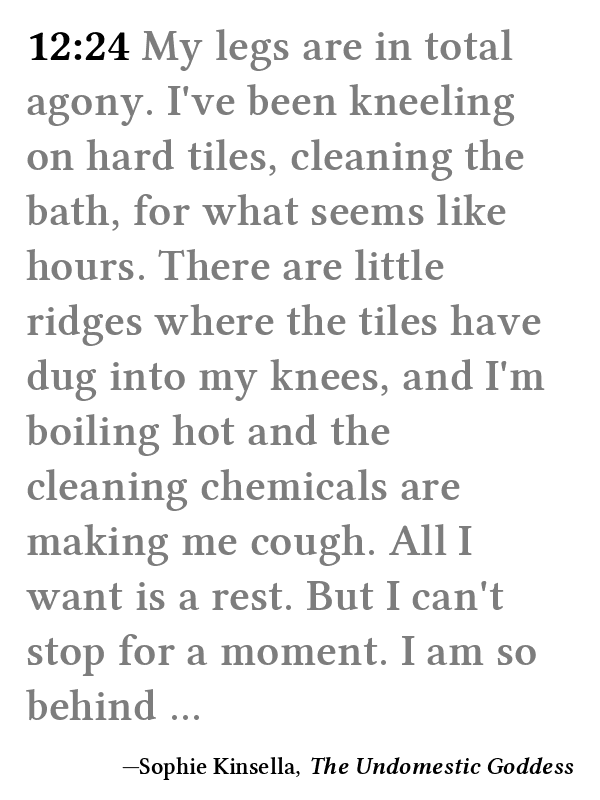 12:24 My legs are in total
agony. I've been kneeling
on hard tiles, cleaning the
bath, for what seems like
hours. There are little
ridges where the tiles have
dug into my knees, and I'm
boiling hot and the
cleaning chemicals are
making me cough. All I
want is a rest. But I can't
stop for a moment. I am so
behind ...
—Sophie Kinsella, The Undomestic Goddess